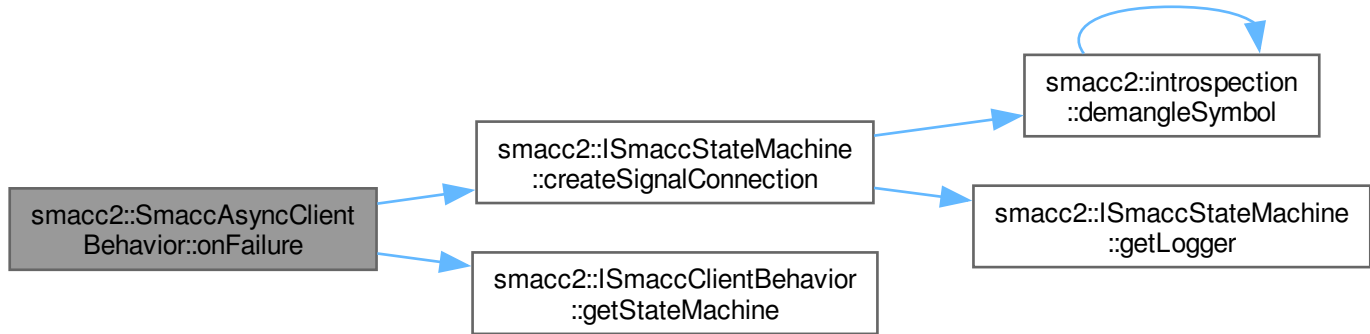 smacc2::SmaccAsyncClient
Behavior::onFailure
smacc2::ISmaccStateMachine
::createSignalConnection
smacc2::ISmaccClientBehavior
::getStateMachine
smacc2::introspection
::demangleSymbol
smacc2::ISmaccStateMachine
::getLogger